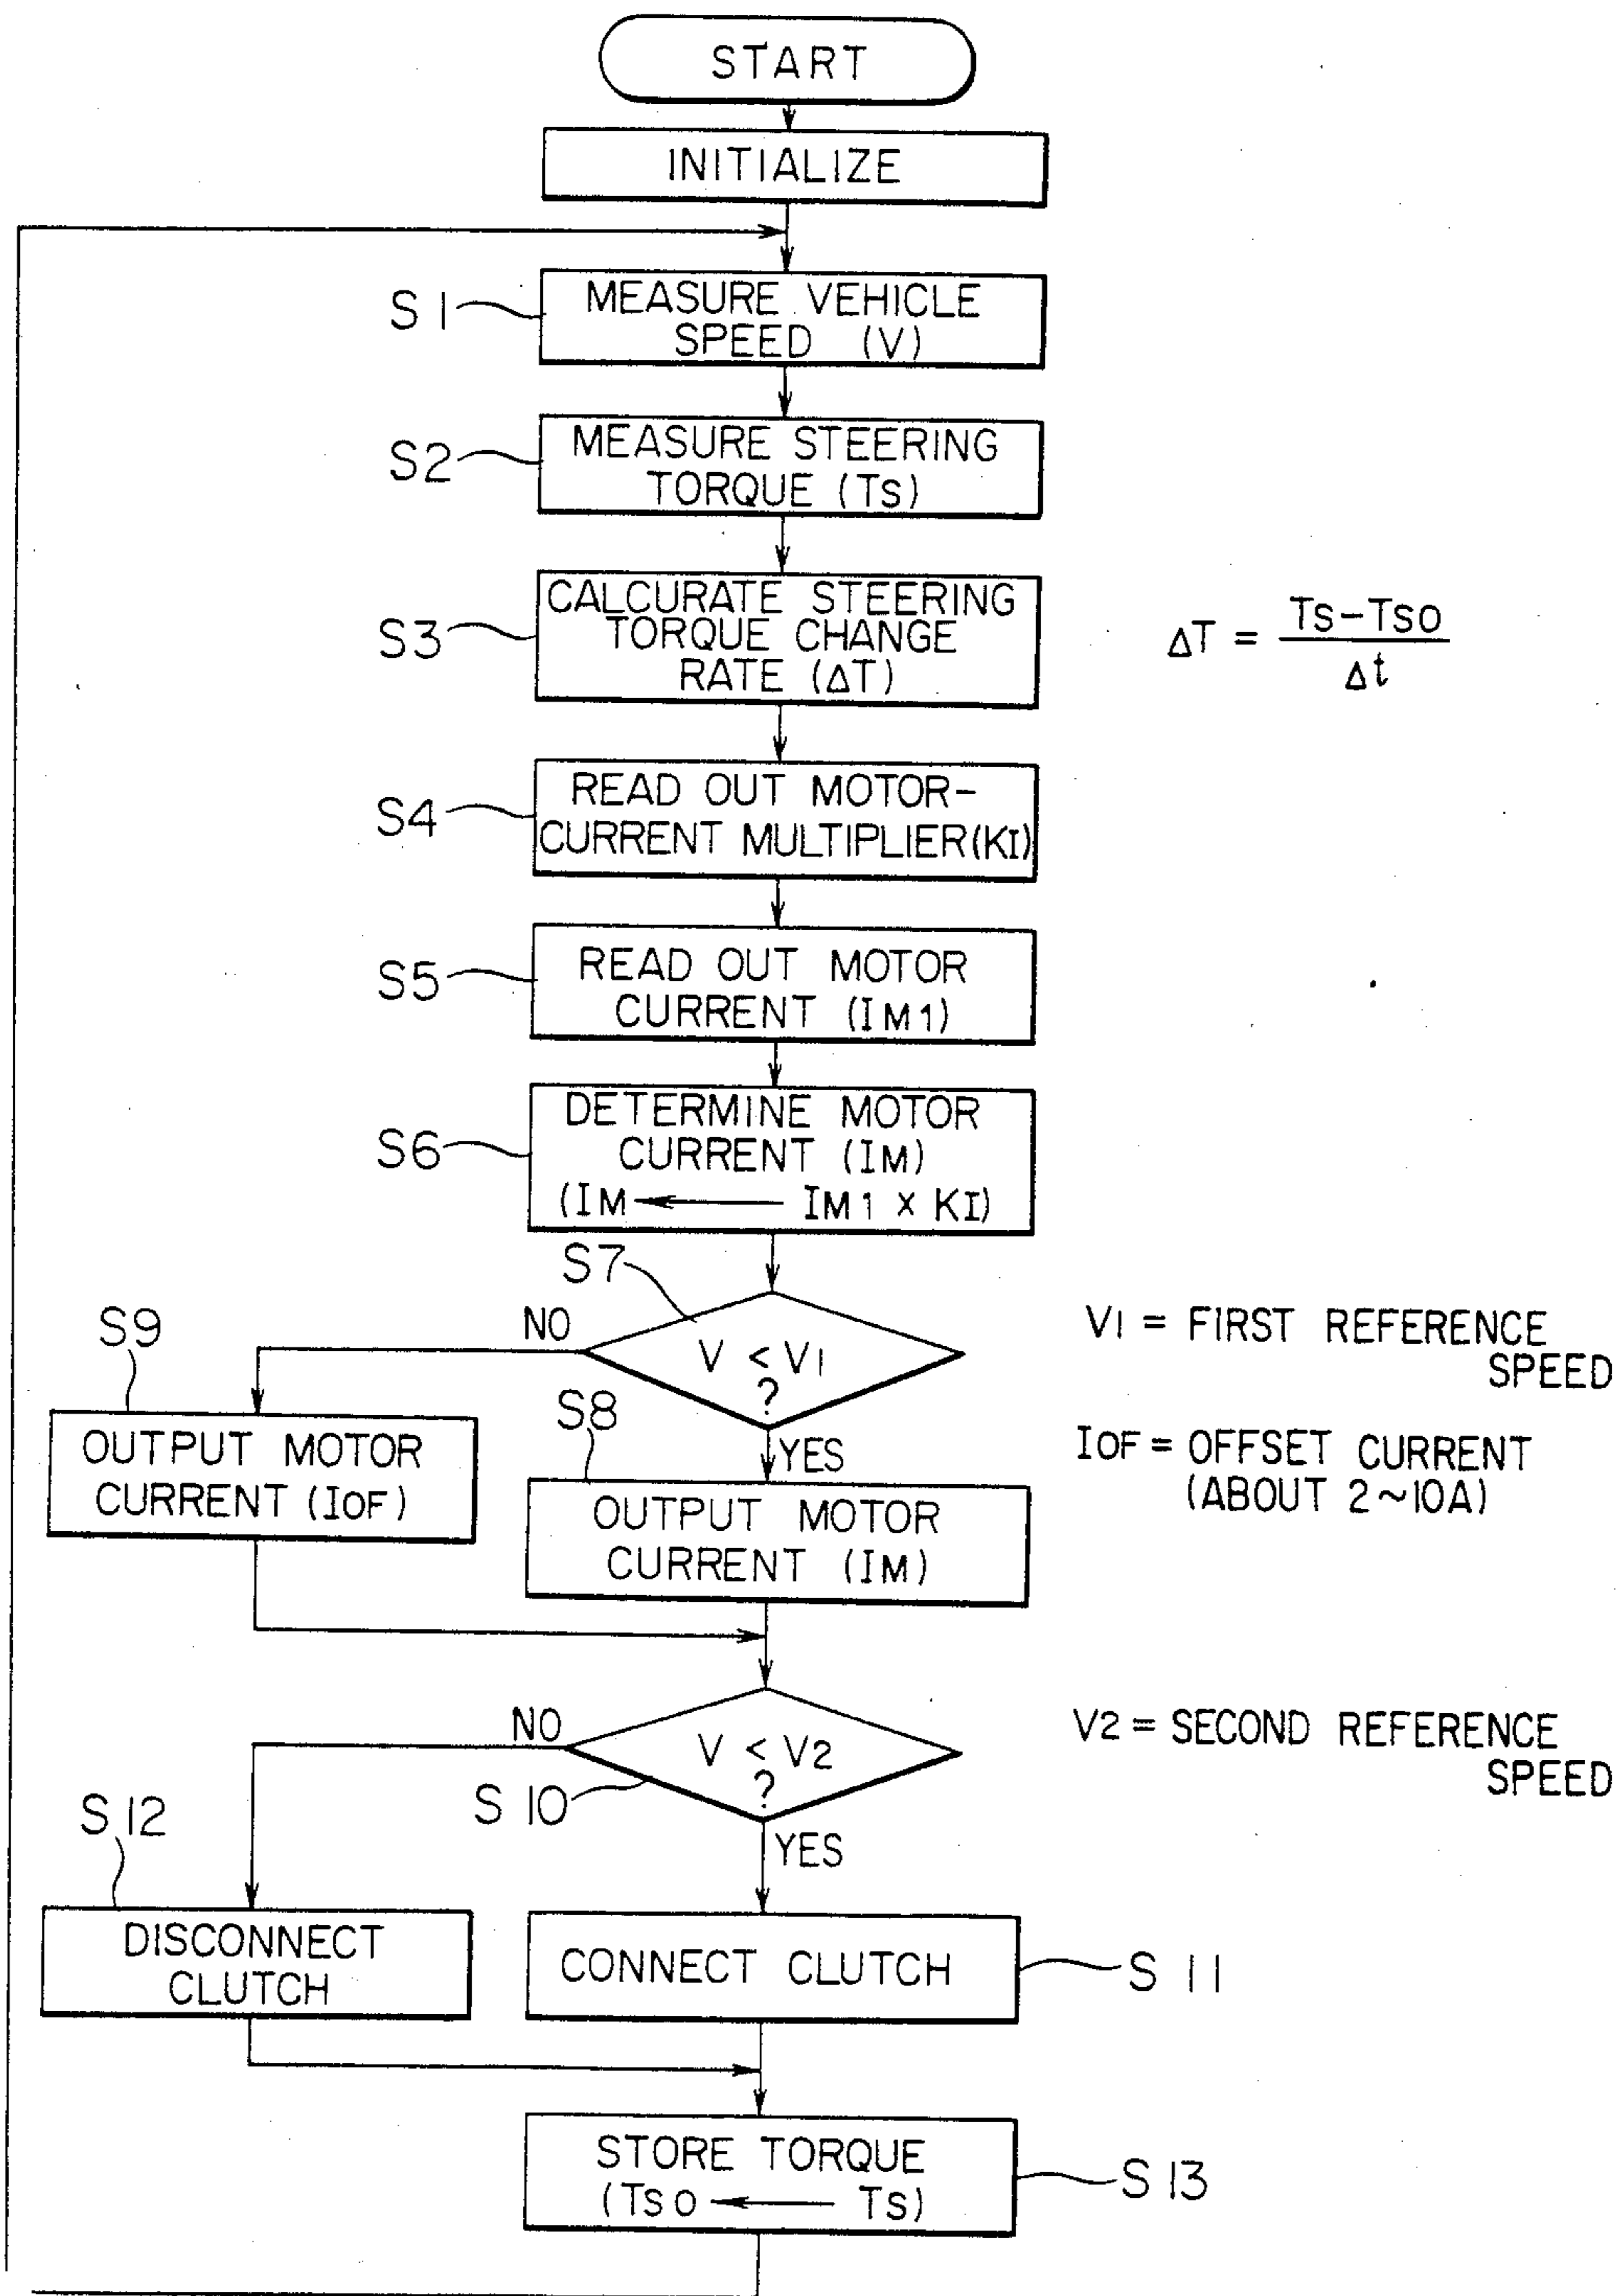 START
INITIALIZE
S1
MEASURE VEHICLE
SPEED (V)
S2
MEASURE STEERING
TORQUE (Ts)
S3
CALCURATE STEERING
TORQUE CHANGE
RATE (ΔT)
ΔT = Ts-Tso
Δt
S4
READ OUT MOTOR-
CURRENT MULTIPLIER(KI)
S5
READ OUT MOTOR
CURRENT (IM1)
S6
DETERMINE MOTOR
CURRENT (IM)
(IM ← IM1 x KI)
S7
NO
V < V1
?
YES
V1 = FIRST REFERENCE
SPEED
S9
OUTPUT MOTOR
CURRENT (IOF)
S8
OUTPUT MOTOR
CURRENT (IM)
IOF = OFFSET CURRENT
(ABOUT 2~10A)
NO
V < V2
?
S10
YES
V2 = SECOND REFERENCE
SPEED
S12
DISCONNECT
CLUTCH
CONNECT CLUTCH
S11
STORE TORQUE
(Tso ← Ts)
S13